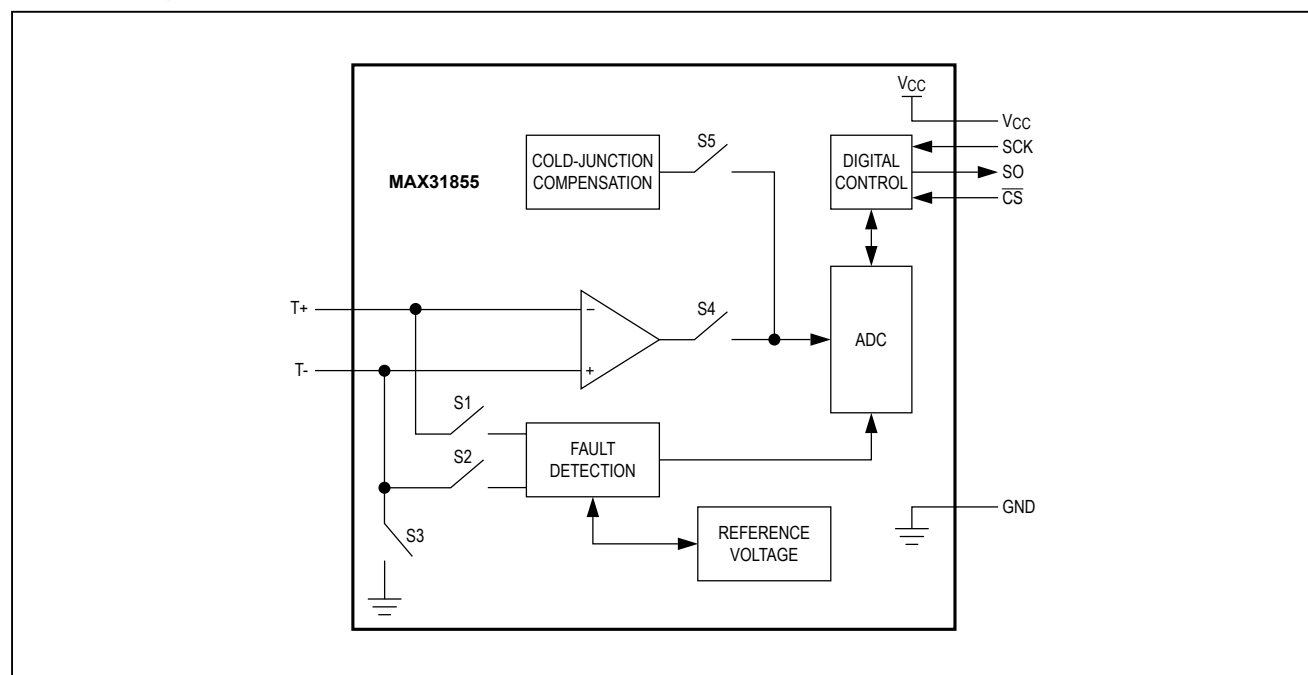 VCC
VCC
SCK
SO
CS
S5
COLD-JUNCTION
COMPENSATION
DIGITAL
CONTROL
MAX31855
T+
−
S4
ADC
T-
+
S1
FAULT
DETECTION
S2
S3
REFERENCE
VOLTAGE
GND